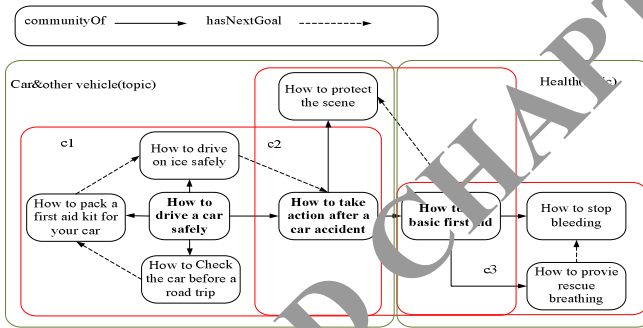 communityOf
hasNextGoal
Car&other vehicle(topic)
Health
How to protect
the scene
c1
How to drive
on ice safely
c2
How to pack a
first aid kit for
your car
How to
drive a car
safely
How to take
action after a
car accident
How to
basic first
How to stop
bleeding
How to Check
the car before a
road trip
c3
How to provie
rescue
breathing
D CHAPT